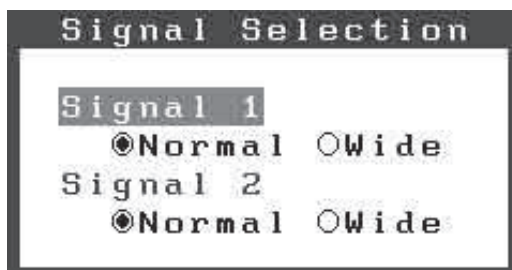 Signal Selection
Signal 1
◉Normal ○Wide
Signal 2
◉Normal ○Wide